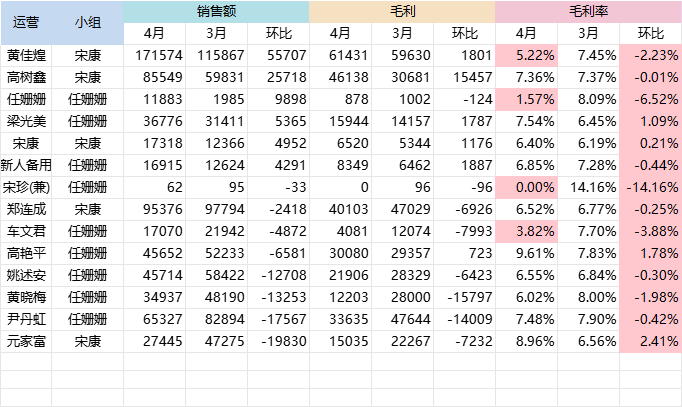 运营 小组 销售额 毛利 毛利率
4月 3月 环比 4月 3月 环比 4月 3月 环比
黄佳煌 宋康 171574 115867 55707 61431 59630 1801 5.22% 7.45% -2.23%
高树鑫 宋康 85549 59831 25718 46138 30681 15457 7.36% 7.37% -0.01%
任姗姗 任姗姗 11883 1985 9898 878 1002 -124 1.57% 8.09% -6.52%
梁光美 任姗姗 36776 31411 5365 15944 14157 1787 7.54% 6.45% 1.09%
宋康 宋康 17318 12366 4952 6520 5344 1176 6.40% 6.19% 0.21%
新人备用 任姗姗 16915 12624 4291 8349 6462 1887 6.85% 7.28% -0.44%
宋珍(兼) 任姗姗 62 95 -33 0 96 -96 0.00% 14.16% -14.16%
郑连成 宋康 95376 97794 -2418 40103 47029 -6926 6.52% 6.77% -0.25%
车文君 任姗姗 17070 21942 -4872 4081 12074 -7993 3.82% 7.70% -3.88%
高艳平 任姗姗 45652 52233 -6581 30080 29357 723 9.61% 7.83% 1.78%
姚述安 任姗姗 45714 58422 -12708 21906 28329 -6423 6.55% 6.84% -0.30%
黄晓梅 任姗姗 34937 48190 -13253 12203 28000 -15797 6.02% 8.00% -1.98%
尹丹虹 任姗姗 65327 82894 -17567 33635 47644 -14009 7.48% 7.90% -0.42%
元家富 宋康 27445 47275 -19830 15035 22267 -7232 8.96% 6.56% 2.41%